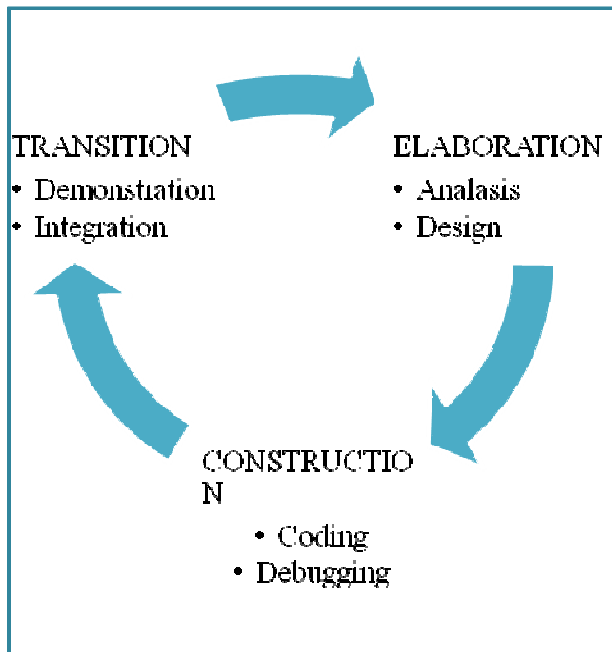 TRANSITION
• Demonstration
• Integration
ELABORATION
• Analasis
• Design
CONSTRUCTIO
N
• Coding
• Debugging